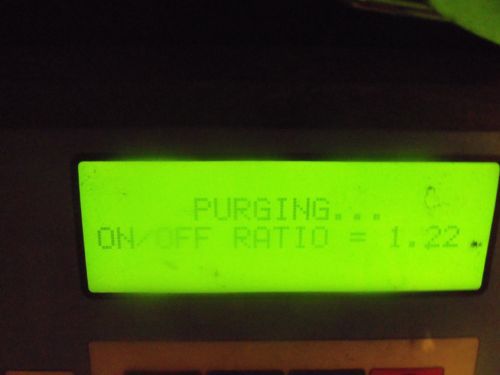 PURGING...
ON/OFF RATIO = 1.22